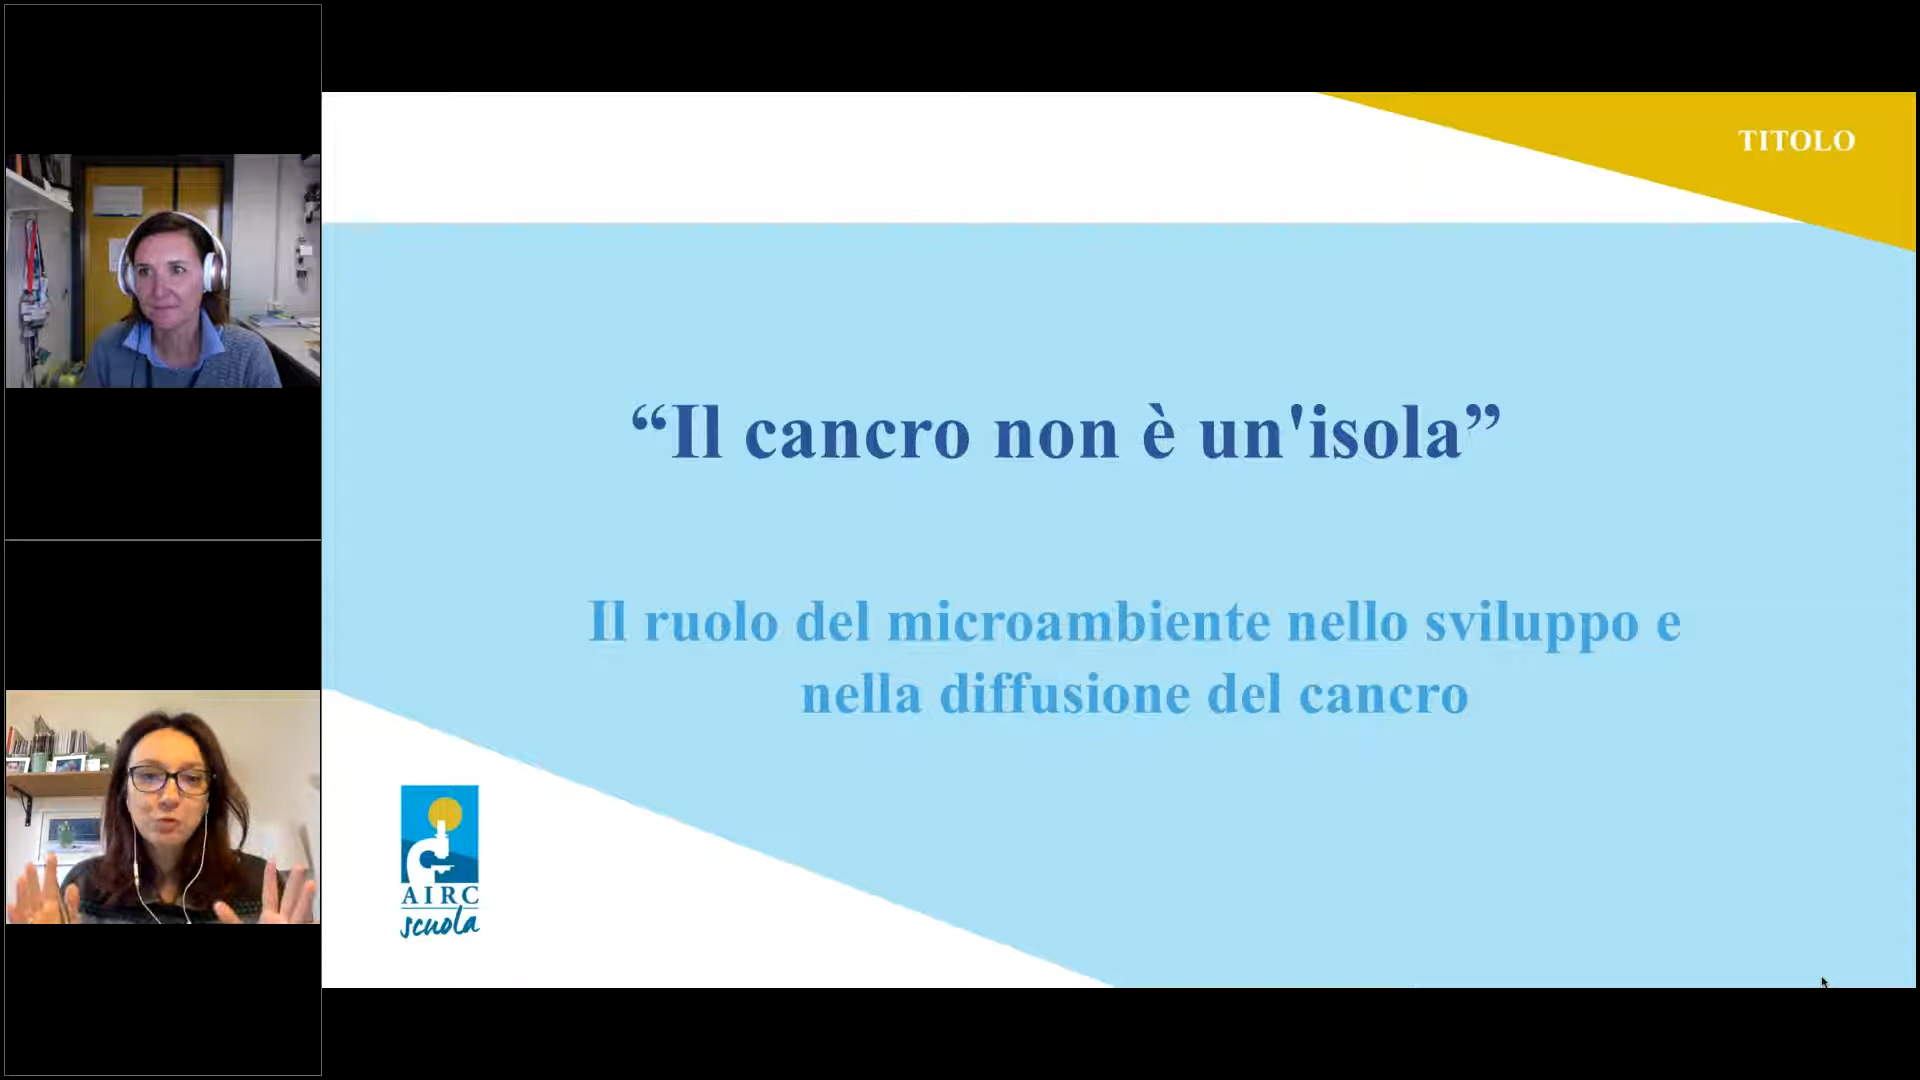 TITOLO
“Il cancro non è un'isola”
Il ruolo del microambiente nello sviluppo e
nella diffusione del cancro
AIRC
scuola